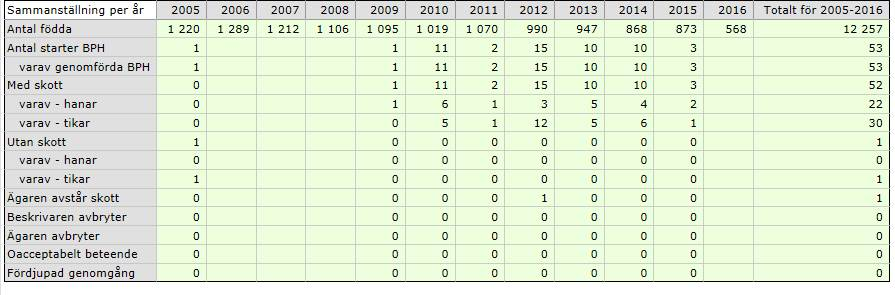 Sammanställning per år 2005 2006 2007 2008 2009 2010 2011 2012 2013 2014 2015 2016 Totalt för 2005-2016
Antal födda 1 220 1 289 1 212 1 106 1 095 1 019 1 070 990 947 868 873 568 12 257
Antal starter BPH 1 1 11 2 15 10 10 3 53
varav genomförda BPH 1 1 11 2 15 10 10 3 53
Med skott 0 1 11 2 15 10 10 3 52
varav - hanar 0 1 6 1 3 5 4 2 22
varav - tikar 0 0 5 1 12 5 6 1 30
Utan skott 1 0 0 0 0 0 0 0 1
varav - hanar 0 0 0 0 0 0 0 0 0
varav - tikar 1 0 0 0 0 0 0 0 1
Ägaren avstår skott 0 0 0 0 1 0 0 0 1
Beskrivaren avbryter 0 0 0 0 0 0 0 0 0
Ägaren avbryter 0 0 0 0 0 0 0 0 0
Oacceptabelt beteende 0 0 0 0 0 0 0 0 0
Fördjupad genomgång 0 0 0 0 0 0 0 0 0